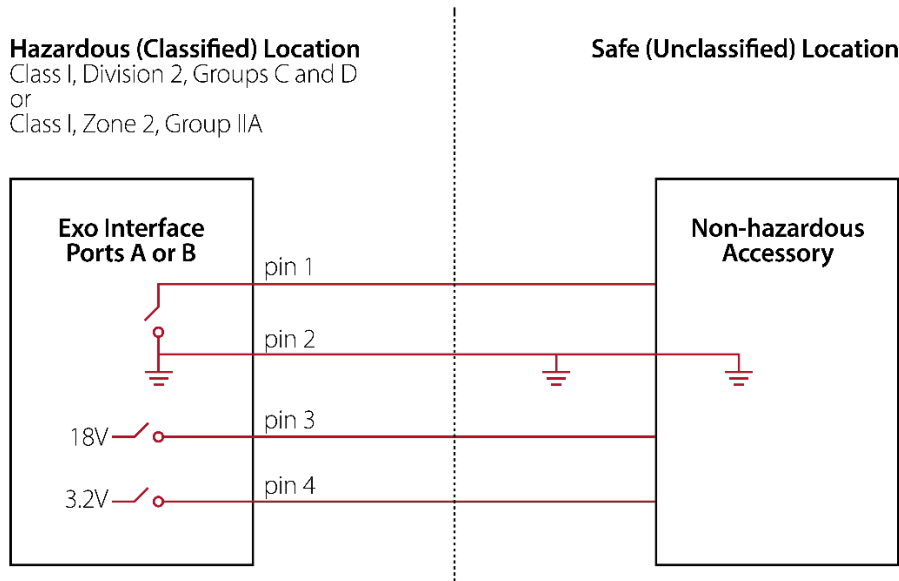 Hazardous (Classified) Location
Class I, Division 2, Groups C and D
or
Class I, Zone 2, Group IIA
Safe (Unclassified) Location
Exo Interface
Ports A or B
pin 1
pin 2
18V
pin 3
3.2V
pin 4
Non-hazardous
Accessory